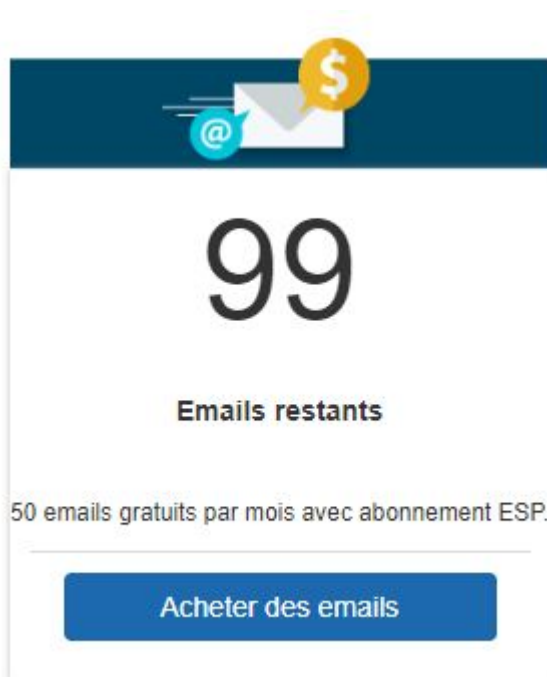 $
@
99
Emails restants
50 emails gratuits par mois avec abonnement ESP.
Acheter des emails